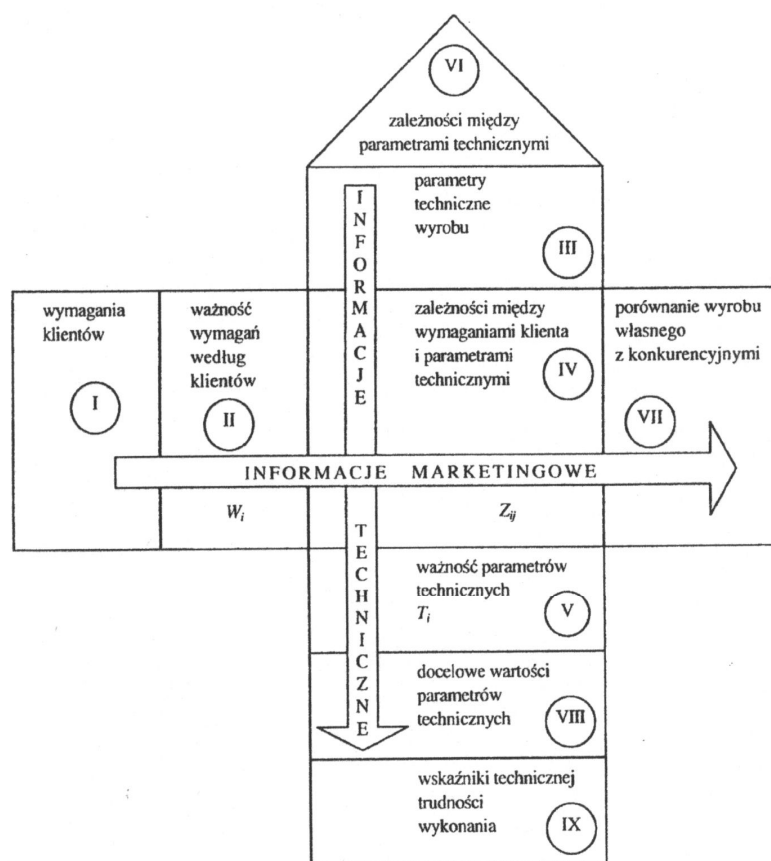 VI
zależności między
parametrami technicznymi
parametry
techniczne
wyrobu
III
INFORMACJE
wymagania
klientów
I
ważność
wymagań
według
klientów
II
zależności między
wymaganiami klienta
i parametrami
technicznymi
IV
porównanie wyrobu
własnego
z konkurencyjnymi
VII
INFORMACJE MARKETINGOWE
Wi
Zij
TECHNICZNE
ważność parametrów
technicznych
Ti
V
docelowe wartości
parametrów
technicznych
VIII
wskaźniki technicznej
trudności
wykonania
IX